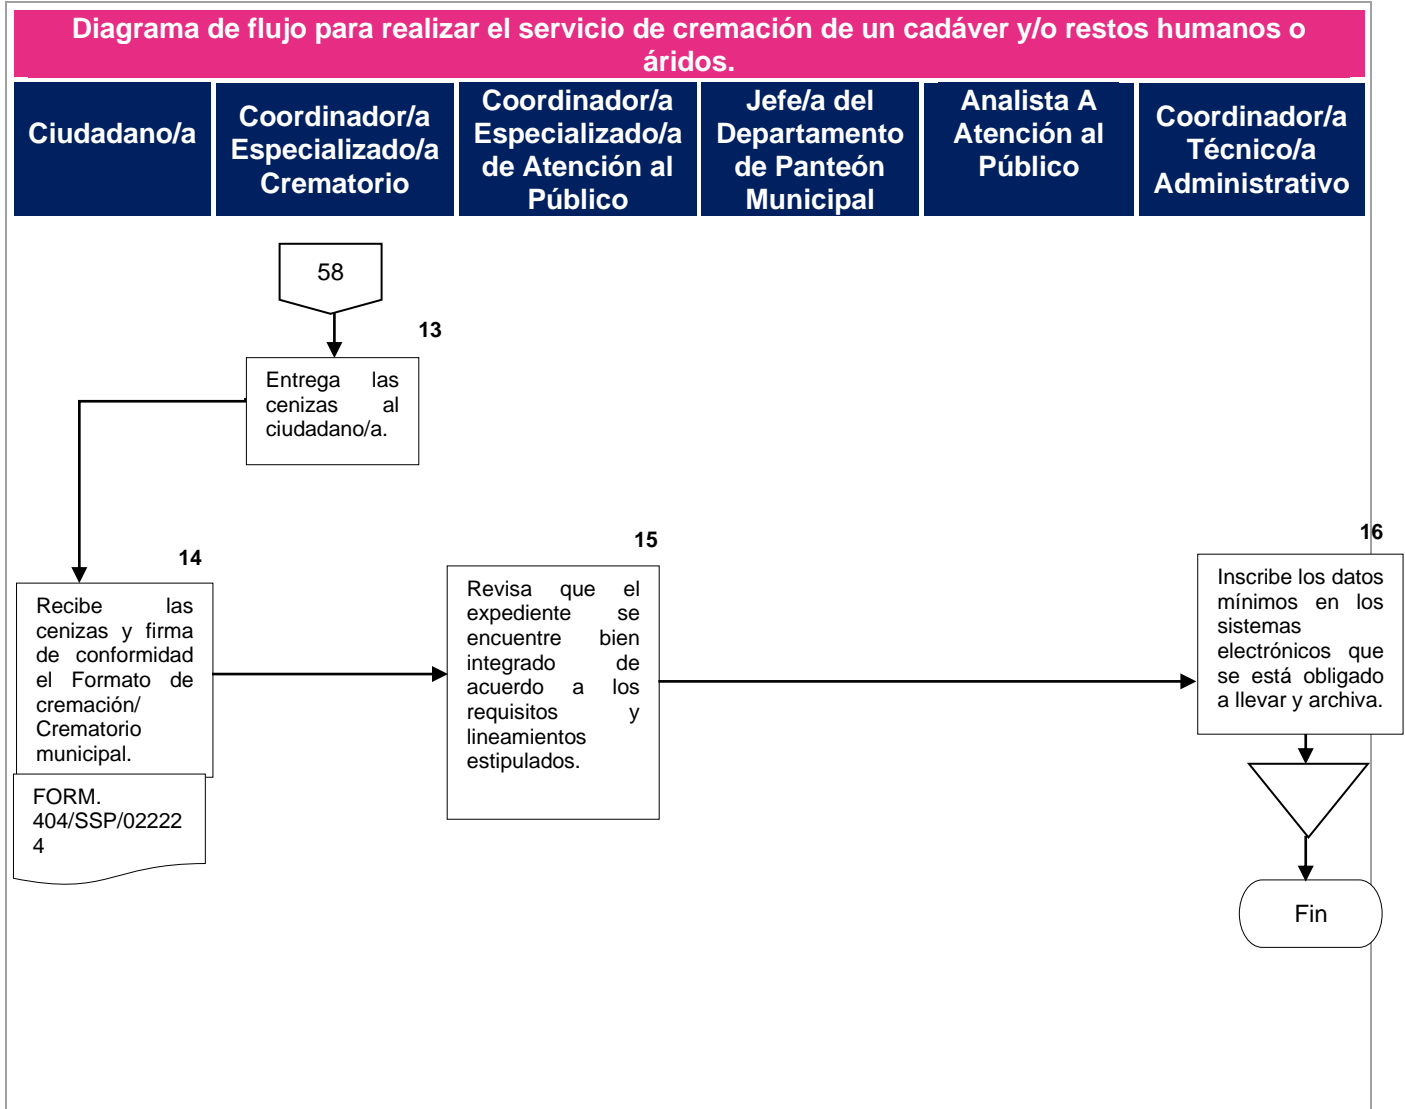 Diagrama de flujo para realizar el servicio de cremación de un cadáver y/o restos humanos o
áridos.
Ciudadano/a
Coordinador/a
Especializado/a
Crematorio
Coordinador/a
Especializado/a
de Atención al
Público
Jefe/a del
Departamento
de Panteón
Municipal
Analista A
Atención al
Público
Coordinador/a
Técnico/a
Administrativo
58
13
Entrega las
cenizas al
ciudadano/a.
14
Recibe las
cenizas y firma
de conformidad
el Formato de
cremación/
Crematorio
municipal.
FORM.
404/SSP/02222
4
15
Revisa que el
expediente se
encuentre bien
integrado de
acuerdo a los
requisitos y
lineamientos
estipulados.
16
Inscribe los datos
mínimos en los
sistemas
electrónicos que
se está obligado
a llevar y archiva.
Fin